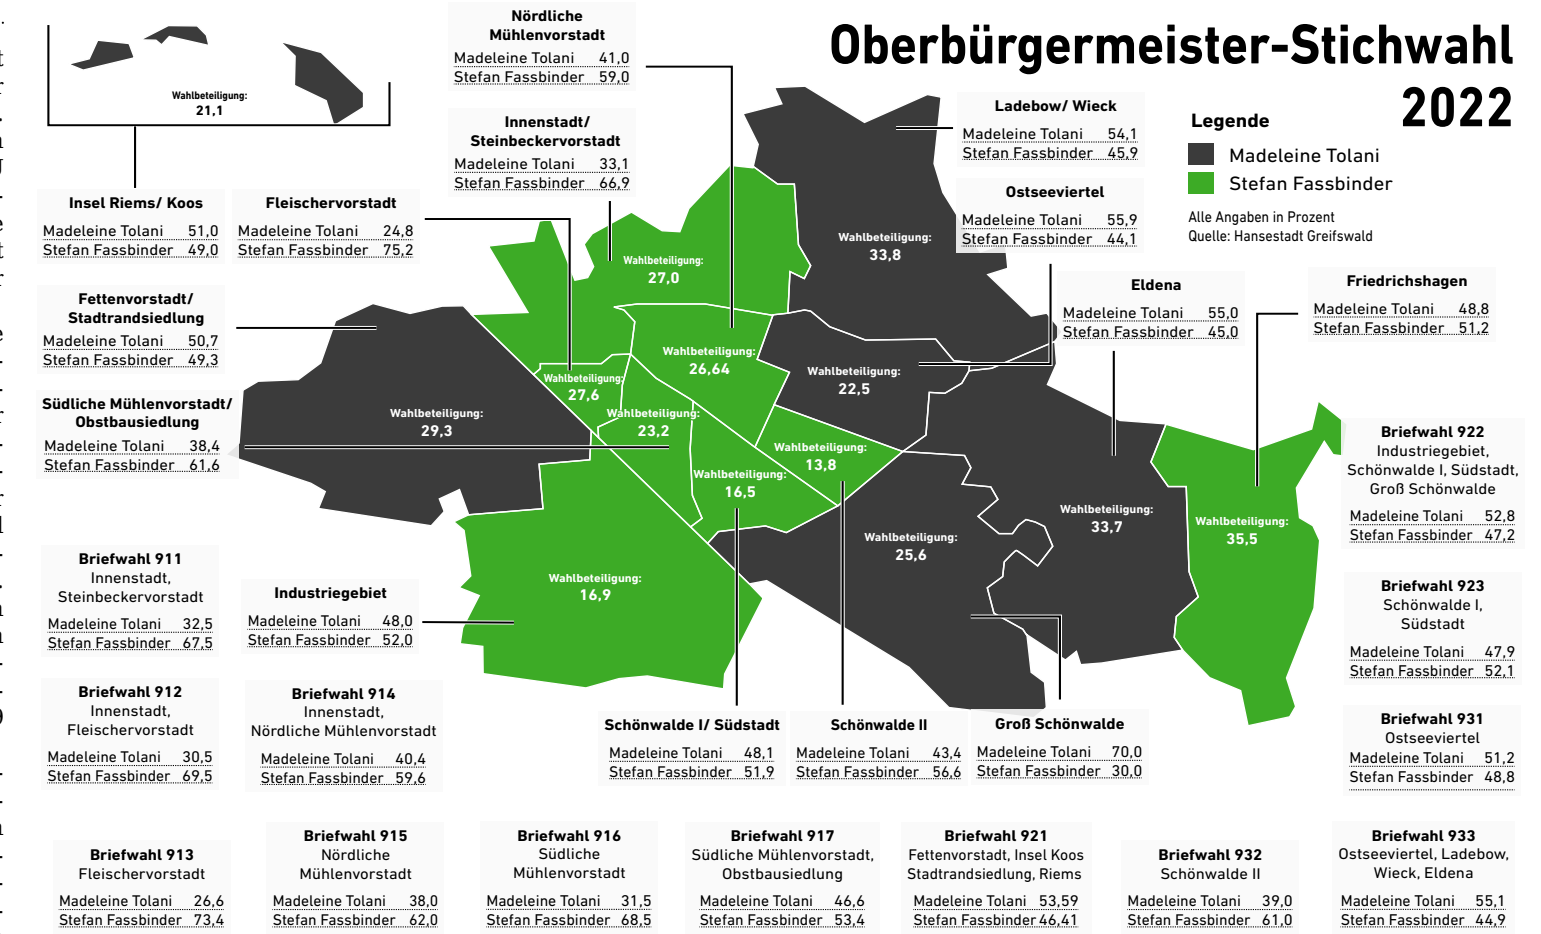 Oberbürgermeister-Stichwahl
2022
Legende
Madeleine Tolani
Stefan Fassbinder
Alle Angaben in Prozent
Quelle: Hansestadt Greifswald
Wahlbeteiligung:
21,1
Nördliche
Mühlenvorstadt
Madeleine Tolani 41,0
Stefan Fassbinder 59,0
Innenstadt/
Steinbeckervorstadt
Madeleine Tolani 33,1
Stefan Fassbinder 66,9
Ladebow/ Wieck
Madeleine Tolani 54,1
Stefan Fassbinder 45,9
Ostseeviertel
Madeleine Tolani 55,9
Stefan Fassbinder 44,1
Insel Riems/ Koos
Madeleine Tolani 51,0
Stefan Fassbinder 49,0
Fleischervorstadt
Madeleine Tolani 24,8
Stefan Fassbinder 75,2
Eldena
Madeleine Tolani 55,0
Stefan Fassbinder 45,0
Friedrichshagen
Madeleine Tolani 48,8
Stefan Fassbinder 51,2
Fettenvorstadt/
Stadtrandsiedlung
Madeleine Tolani 50,7
Stefan Fassbinder 49,3
Südliche Mühlenvorstadt/
Obstbausiedlung
Madeleine Tolani 38,4
Stefan Fassbinder 61,6
Wahlbeteiligung:
33,8
Wahlbeteiligung:
27,0
Wahlbeteiligung:
26,64
Wahlbeteiligung:
22,5
Wahlbeteiligung:
27,6
Wahlbeteiligung:
29,3
Wahlbeteiligung:
23,2
Wahlbeteiligung:
13,8
Wahlbeteiligung:
16,5
Wahlbeteiligung:
33,7
Wahlbeteiligung:
35,5
Wahlbeteiligung:
25,6
Wahlbeteiligung:
16,9
Briefwahl 922
Industriegebiet,
Schönwalde I, Südstadt,
Groß Schönwalde
Madeleine Tolani 52,8
Stefan Fassbinder 47,2
Briefwahl 911
Innenstadt,
Steinbeckervorstadt
Madeleine Tolani 32,5
Stefan Fassbinder 67,5
Industriegebiet
Madeleine Tolani 48,0
Stefan Fassbinder 52,0
Briefwahl 923
Schönwalde I,
Südstadt
Madeleine Tolani 47,9
Stefan Fassbinder 52,1
Briefwahl 912
Innenstadt,
Fleischervorstadt
Madeleine Tolani 30,5
Stefan Fassbinder 69,5
Briefwahl 914
Innenstadt,
Nördliche Mühlenvorstadt
Madeleine Tolani 40,4
Stefan Fassbinder 59,6
Schönwalde I/ Südstadt
Madeleine Tolani 48,1
Stefan Fassbinder 51,9
Schönwalde II
Madeleine Tolani 43,4
Stefan Fassbinder 56,6
Groß Schönwalde
Madeleine Tolani 70,0
Stefan Fassbinder 30,0
Briefwahl 931
Ostseeviertel
Madeleine Tolani 51,2
Stefan Fassbinder 48,8
Briefwahl 913
Fleischervorstadt
Madeleine Tolani 26,6
Stefan Fassbinder 73,4
Briefwahl 915
Nördliche
Mühlenvorstadt
Madeleine Tolani 38,0
Stefan Fassbinder 62,0
Briefwahl 916
Südliche
Mühlenvorstadt
Madeleine Tolani 31,5
Stefan Fassbinder 68,5
Briefwahl 917
Südliche Mühlenvorstadt,
Obstbausiedlung
Madeleine Tolani 46,6
Stefan Fassbinder 53,4
Briefwahl 921
Fettenvorstadt, Insel Koos
Stadtrandsiedlung, Riems
Madeleine Tolani 53,59
Stefan Fassbinder 46,41
Briefwahl 932
Schönwalde II
Madeleine Tolani 39,0
Stefan Fassbinder 61,0
Briefwahl 933
Ostseeviertel, Ladebow,
Wieck, Eldena
Madeleine Tolani 55,1
Stefan Fassbinder 44,9